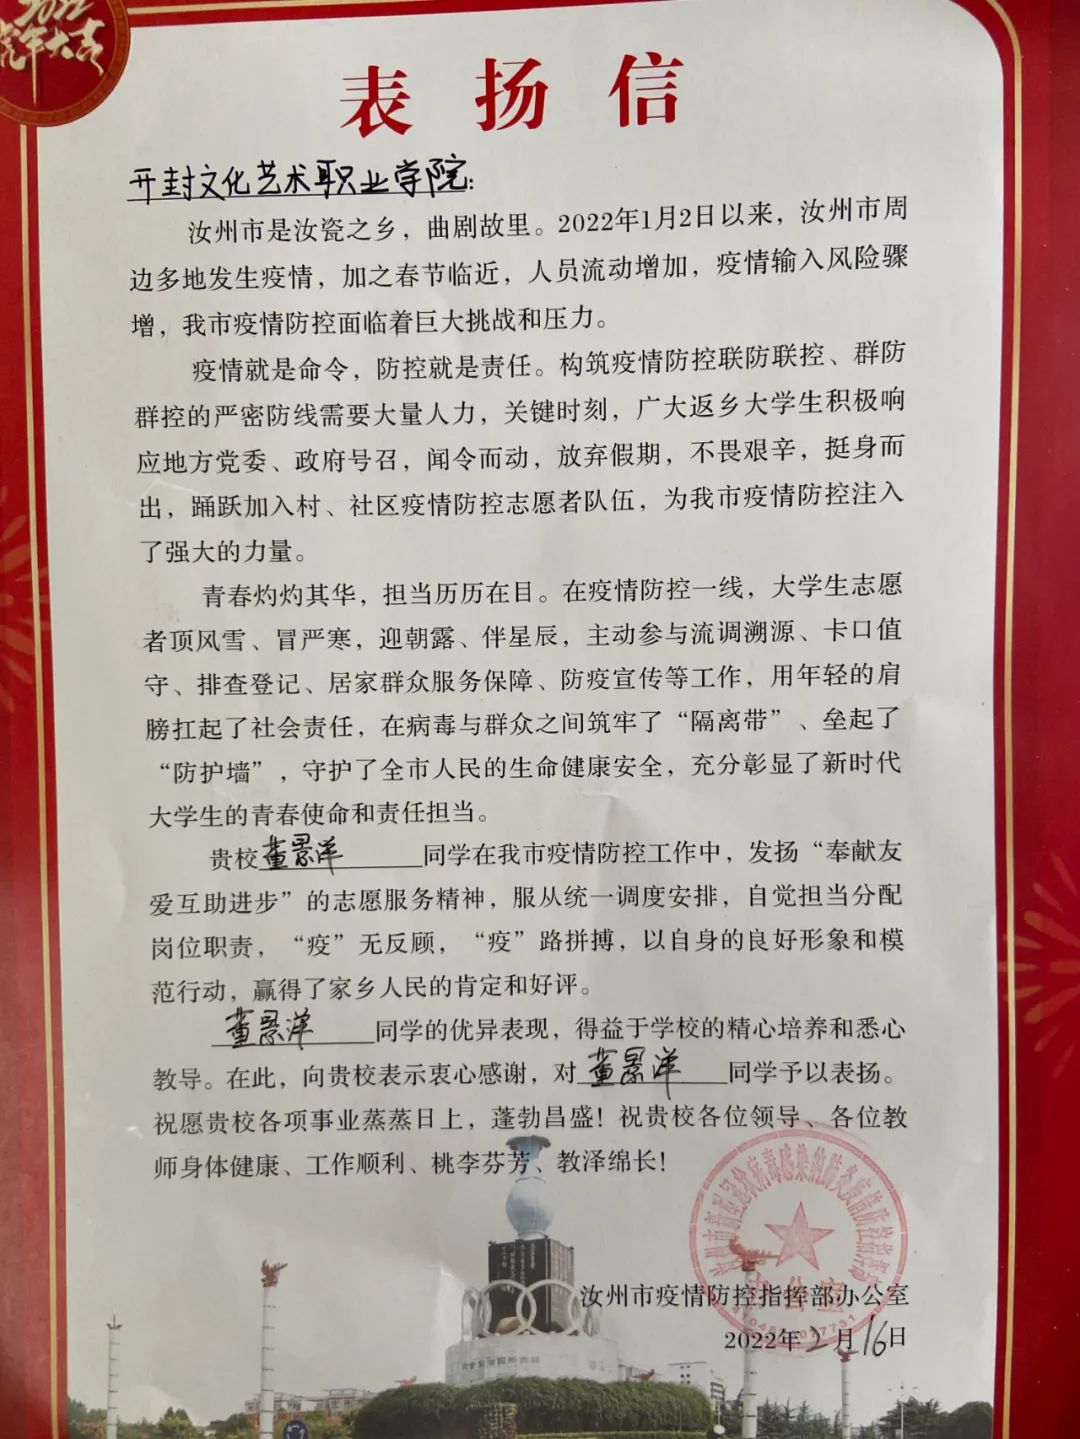 2022
虎年大吉
表扬信
开封文化艺术职业学院：
汝州市是汝瓷之乡，曲剧故里。2022年1月2日以来，汝州市周
边多地发生疫情，加之春节临近，人员流动增加，疫情输入风险骤
增，我市疫情防控面临着巨大挑战和压力。
疫情就是命令，防控就是责任。构筑疫情防控联防联控、群防
群控的严密防线需要大量人力，关键时刻，广大返乡大学生积极响
应地方党委、政府号召，闻令而动，放弃假期，不畏艰辛，挺身而
出，踊跃加入村、社区疫情防控志愿者队伍，为我市疫情防控注入
了强大的力量。
青春灼灼其华，担当历历在目。在疫情防控一线，大学生志愿
者顶风雪、冒严寒，迎朝露、伴星辰，主动参与流调溯源、卡口值
守、排查登记、居家群众服务保障、防疫宣传等工作，用年轻的肩
膀扛起了社会责任，在病毒与群众之间筑牢了“隔离带”、垒起了
“防护墙”，守护了全市人民的生命健康安全，充分彰显了新时代
大学生的青春使命和责任担当。
贵校董景洋同学在我市疫情防控工作中，发扬“奉献友
爱互助进步”的志愿服务精神，服从统一调度安排，自觉担当分配
岗位职责，“疫”无反顾，“疫”路拼搏，以自身的良好形象和模
范行动，赢得了家乡人民的肯定和好评。
董景洋同学的优异表现，得益于学校的精心培养和悉心
教导。在此，向贵校表示衷心感谢，对董景洋同学予以表扬。
祝愿贵校各项事业蒸蒸日上，蓬勃昌盛！祝贵校各位领导、各位教
师身体健康、工作顺利、桃李芬芳、教泽绵长！
汝州市疫情防控指挥部办公室
2022年2月16日
办公室